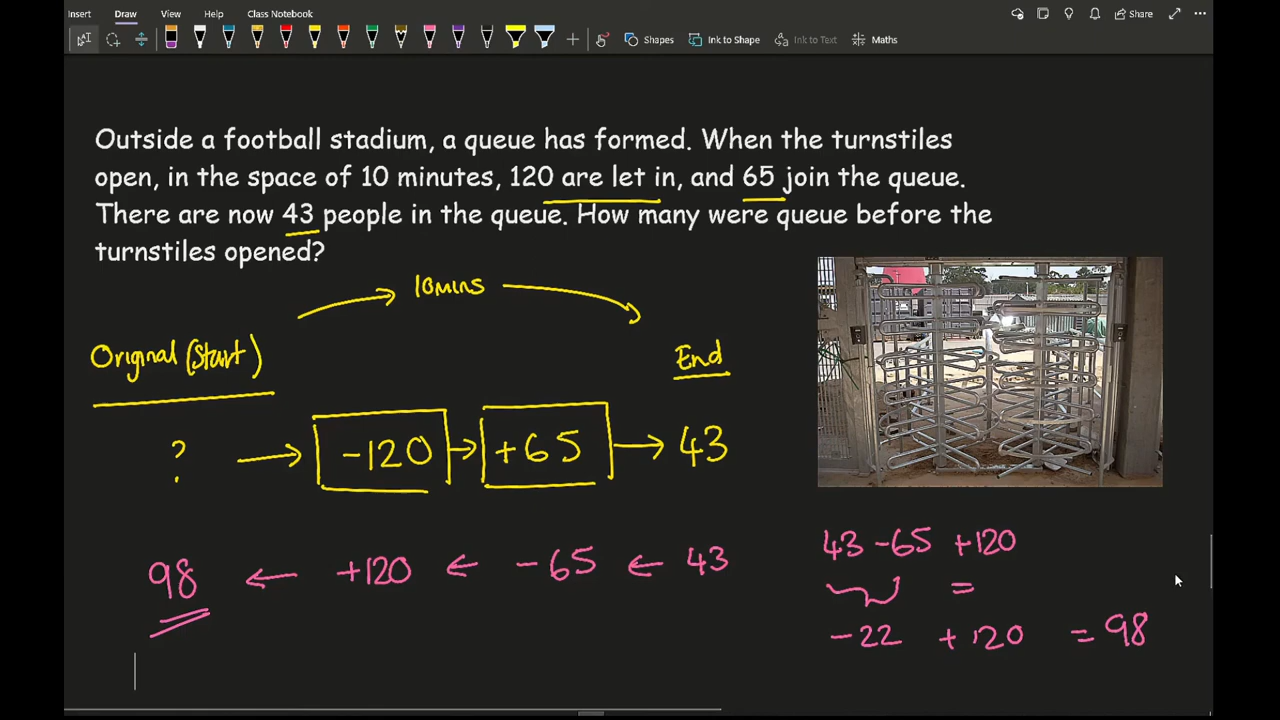 Insert Draw View Help Class Notebook Share
Shapes Ink to Shape Ink to Text Maths
Outside a football stadium, a queue has formed. When the turnstiles
open, in the space of 10 minutes, 120 are let in, and 65 join the queue.
There are now 43 people in the queue. How many were queue before the
turnstiles opened?
10mins
Original (Start) End
? → -120 → +65 → 43
98 ← +120 ← -65 ← 43
43 -65 +120
=
-22 +120 = 98